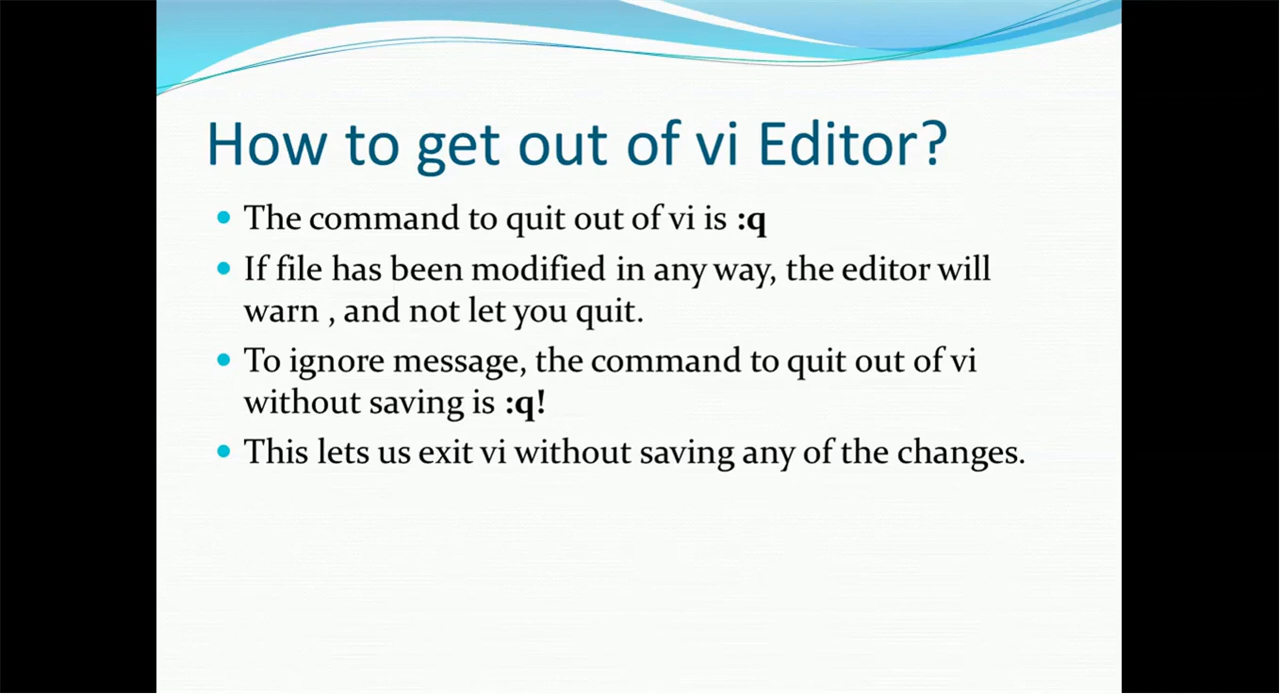 How to get out of vi Editor?
The command to quit out of vi is :q
If file has been modified in any way, the editor will
warn , and not let you quit.
To ignore message, the command to quit out of vi
without saving is :q!
This lets us exit vi without saving any of the changes.